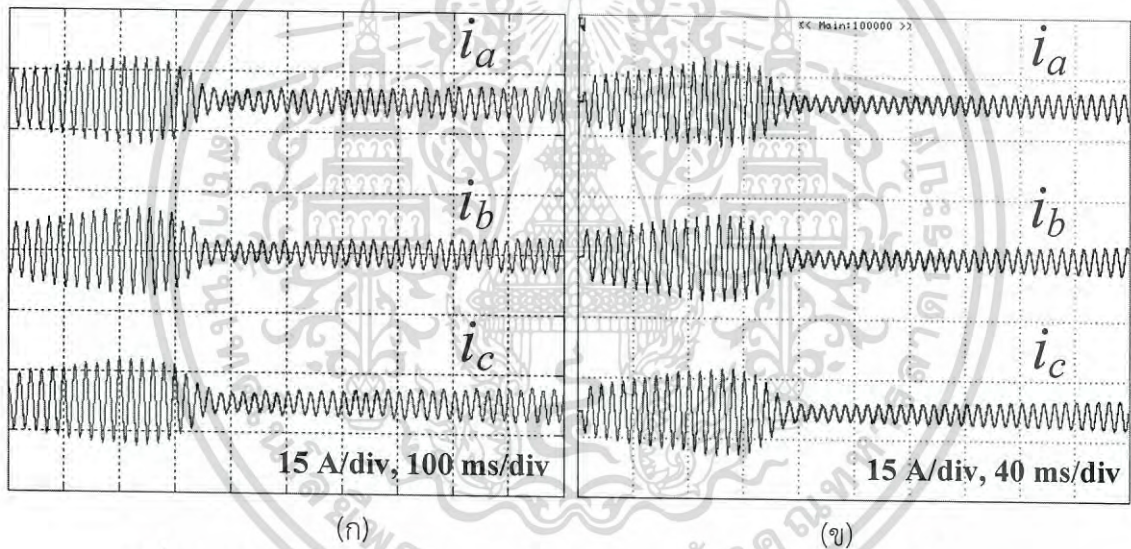 << Main:100000 >>
i_a
i_a
i_b
i_b
i_c
i_c
15 A/div, 100 ms/div
15 A/div, 40 ms/div
(ก)
(ข)